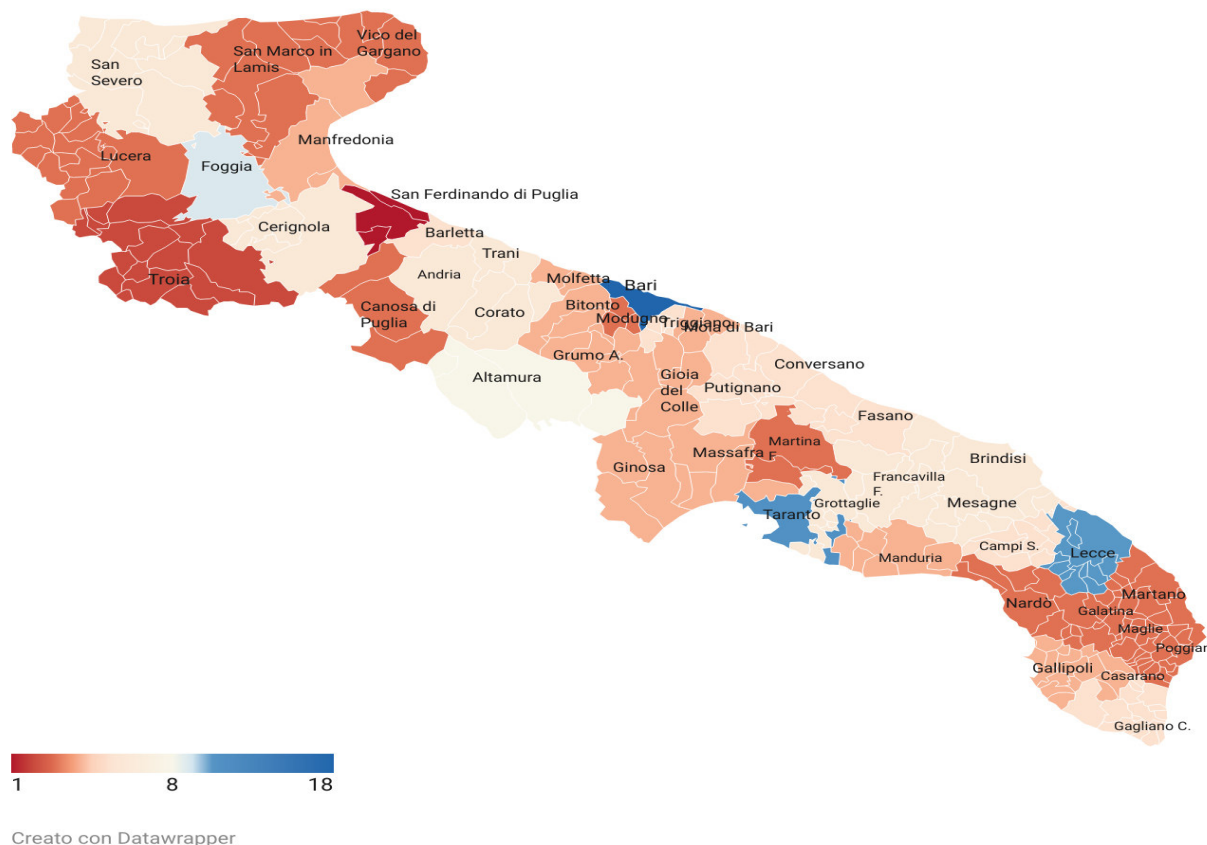 Vico del
Gargano
San Marco in
Lamis
San
Severo
Manfredonia
Lucera
Foggia
San Ferdinando di Puglia
Cerignola
Barletta
Trani
Andria
Troia
Molfetta
Bari
Canosa di
Puglia
Corato
Bitonto
Modugno
Triggiano
Mola di Bari
Grumo A.
Altamura
Gioia
del
Colle
Conversano
Putignano
Fasano
Martina
F.
Massafra
Ginosa
Brindisi
Francavilla
F.
Grottaglie
Mesagne
Taranto
Campi S.
Lecce
Manduria
Nardò
Martano
Galatina
Maglie
Poggiar
Gallipoli
Casarano
Gagliano C.
1 8 18
Creato con Datawrapper